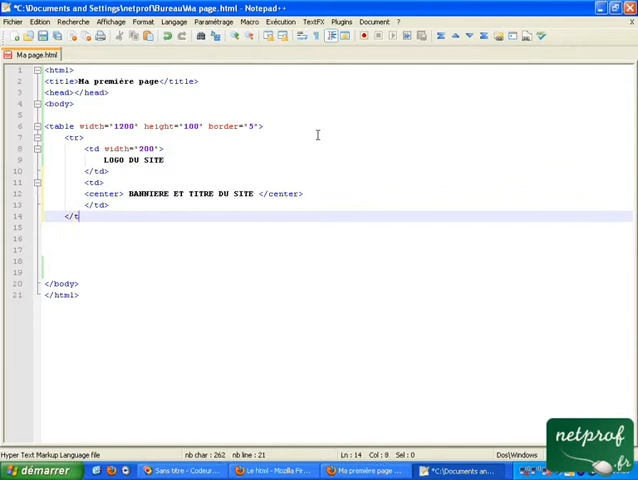 *C:\Documents and Settings\netprof\Bureau\Ma page.html - Notepad++
Fichier Edition Recherche Affichage Format Langage Paramétrage Macro Exécution TextFX Plugins Document ?
Ma page.html
1 <html>
2 <title>Ma première page</title>
3 <head></head>
4 <body>
5
6 <table width="1200" height="100" border="5">
7 <tr>
8 <td width="200">
9 LOGO DU SITE
10 </td>
11 <td>
12 <center> BANNIERE ET TITRE DU SITE </center>
13 </td>
14 </t
15
16
17
18
19
20 </body>
21 </html>
netprof
.fr
Hyper Text Markup Language file nb char : 262 nb line : 21 Ln : 14 Col : 9 Sel : 0 Dos\Windows
démarrer Sans titre - Codeur... Le html - Mozilla Fir... Ma première page ... *C:\Documents an...